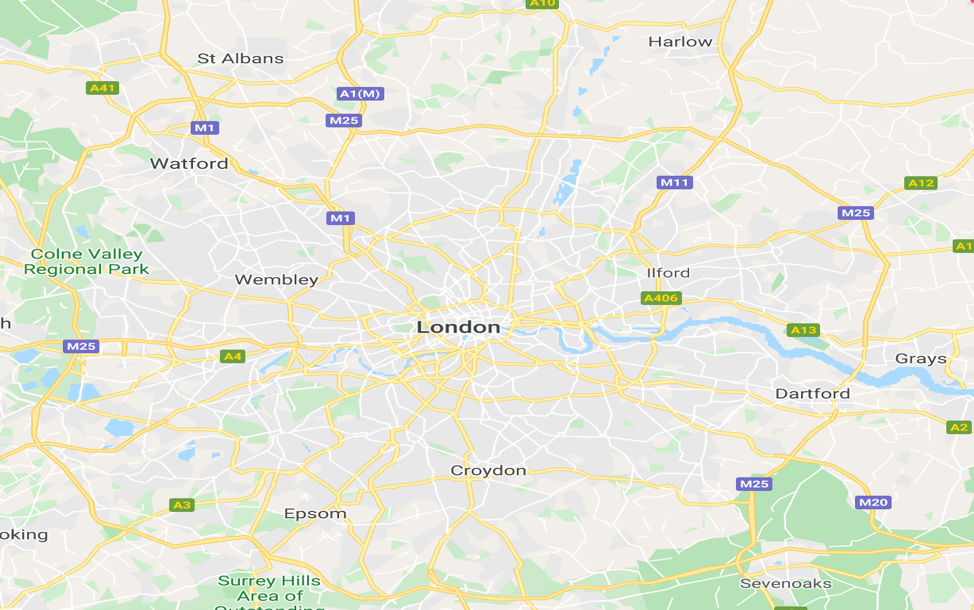 A10
Harlow
St Albans
A41
A1(M)
M25
M1
Watford
M11
A12
M25
M1
Colne Valley
Regional Park
Wembley
Ilford
A406
London
A13
M25
A4
Grays
Dartford
A2
Croydon
M25
A3
M20
Epsom
oking
Surrey Hills
Area of
Outstanding
Sevenoaks